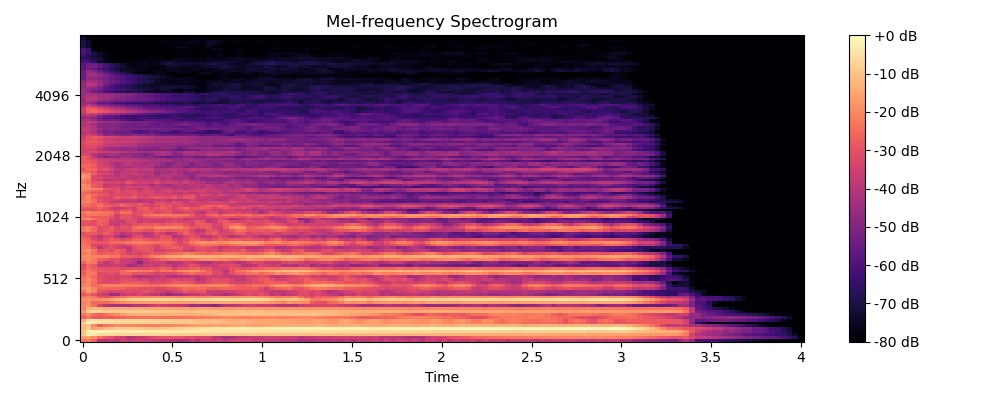 Mel-frequency Spectrogram
Hz
4096
2048
1024
512
0
0
0.5
1
1.5
2
2.5
3
3.5
4
Time
+0 dB
-10 dB
-20 dB
-30 dB
-40 dB
-50 dB
-60 dB
-70 dB
-80 dB